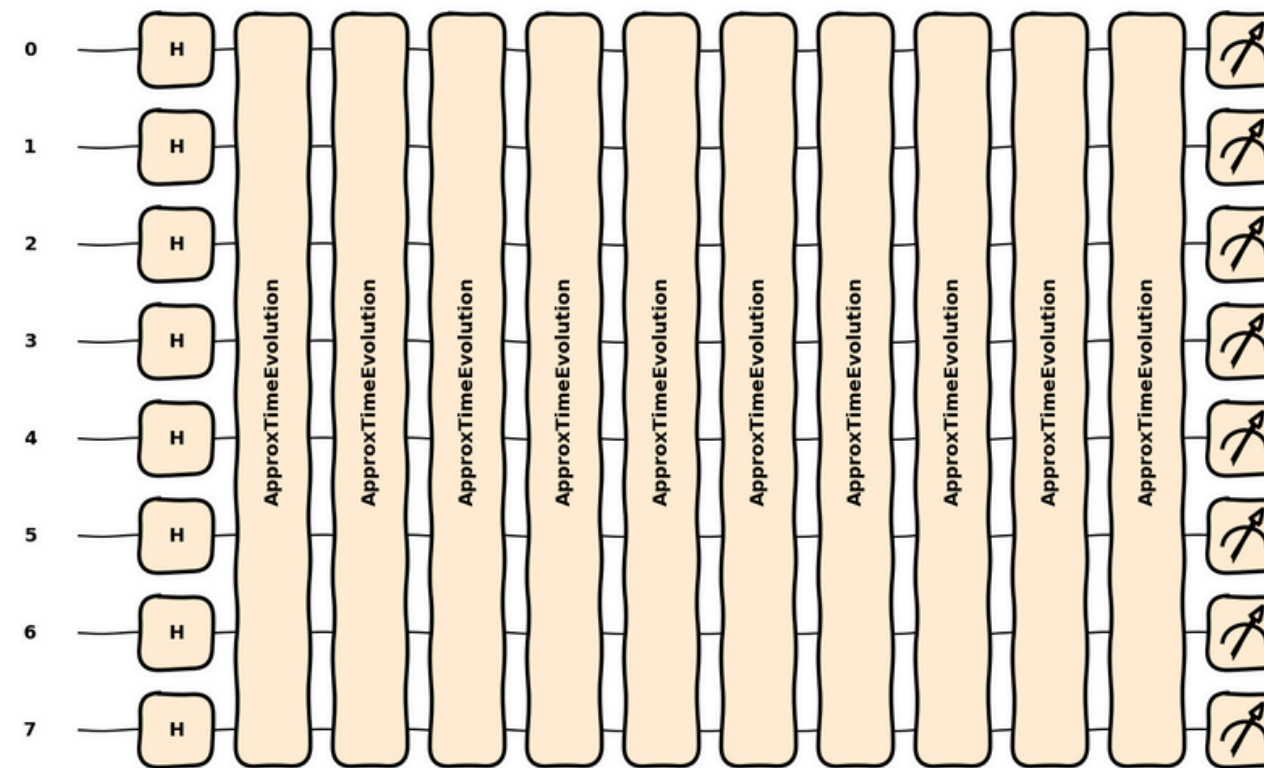 0 H ApproxTimeEvolution ApproxTimeEvolution ApproxTimeEvolution ApproxTimeEvolution ApproxTimeEvolution ApproxTimeEvolution ApproxTimeEvolution ApproxTimeEvolution ApproxTimeEvolution ApproxTimeEvolution
1 H
2 H
3 H
4 H
5 H
6 H
7 H